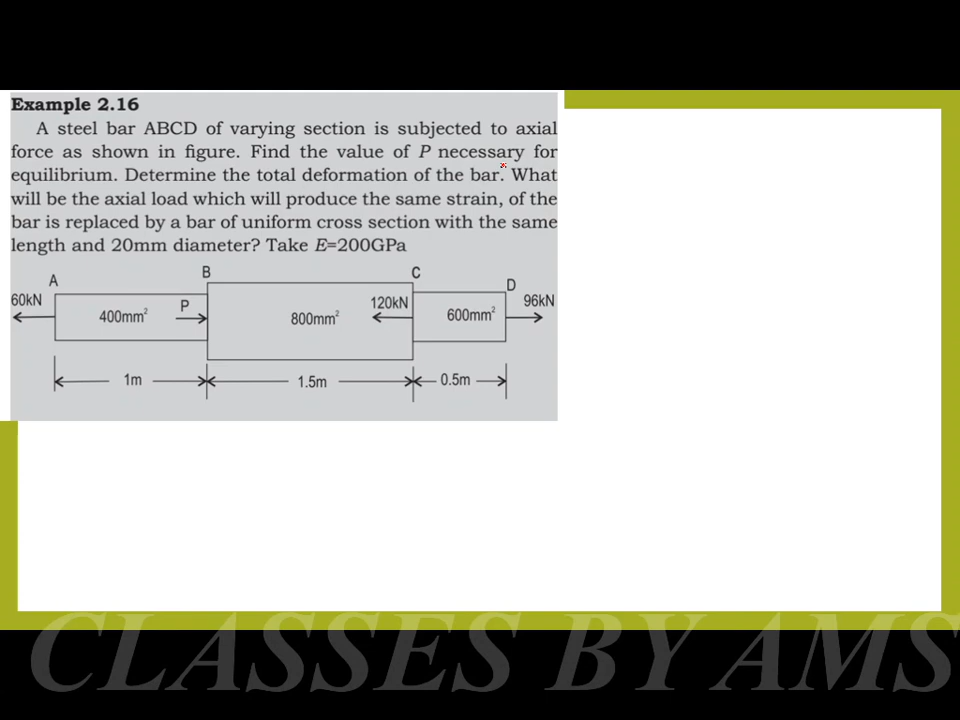 Example 2.16
A steel bar ABCD of varying section is subjected to axial
force as shown in figure. Find the value of P necessary for
equilibrium. Determine the total deformation of the bar. What
will be the axial load which will produce the same strain, of the
bar is replaced by a bar of uniform cross section with the same
length and 20mm diameter? Take E=200GPa
A B C D
60kN 400mm² P 800mm² 120kN 600mm² 96kN
1m 1.5m 0.5m
CLASSES BY AMS